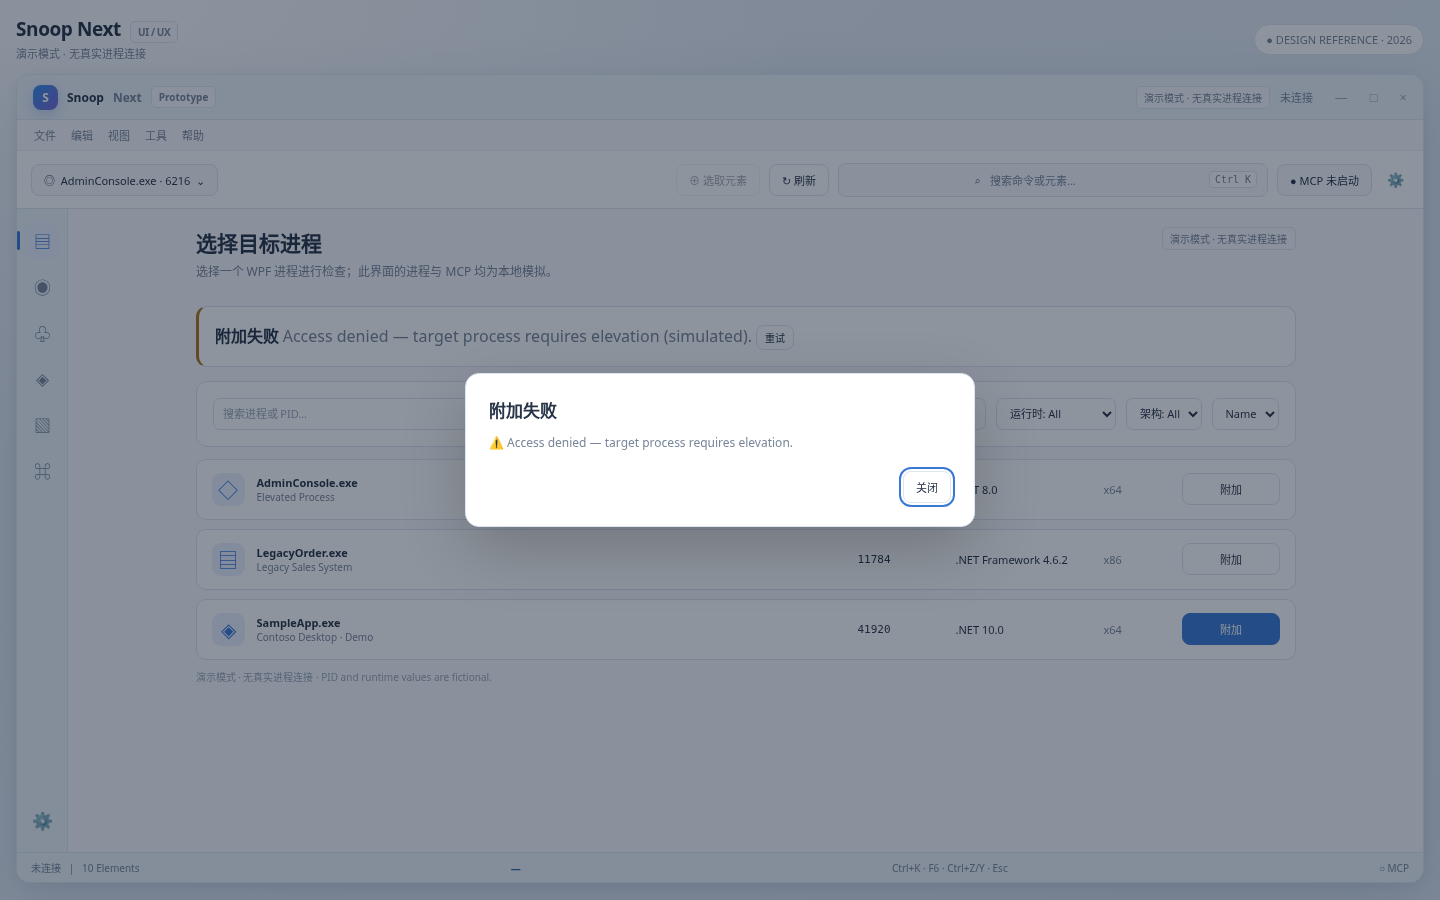 Snoop Next UI / UX
演示模式 · 无真实进程连接
● DESIGN REFERENCE · 2026
S Snoop Next Prototype
演示模式 · 无真实进程连接 未连接 — □ ×
文件 编辑 视图 工具 帮助
◎ AdminConsole.exe · 6216 ⌄
⊕ 选取元素
↻ 刷新
⌕ 搜索命令或元素... Ctrl K
● MCP 未启动
选择目标进程
演示模式 · 无真实进程连接
选择一个 WPF 进程进行检查；此界面的进程与 MCP 均为本地模拟。
附加失败 Access denied — target process requires elevation (simulated). 重试
搜索进程或 PID...
运行时: All
架构: All
Name
附加失败
⚠️ Access denied — target process requires elevation.
关闭
AdminConsole.exe
Elevated Process
T 8.0
x64
附加
LegacyOrder.exe
Legacy Sales System
11784
.NET Framework 4.6.2
x86
附加
SampleApp.exe
Contoso Desktop · Demo
41920
.NET 10.0
x64
附加
演示模式 · 无真实进程连接 · PID and runtime values are fictional.
未连接 | 10 Elements
—
Ctrl+K · F6 · Ctrl+Z/Y · Esc
○ MCP